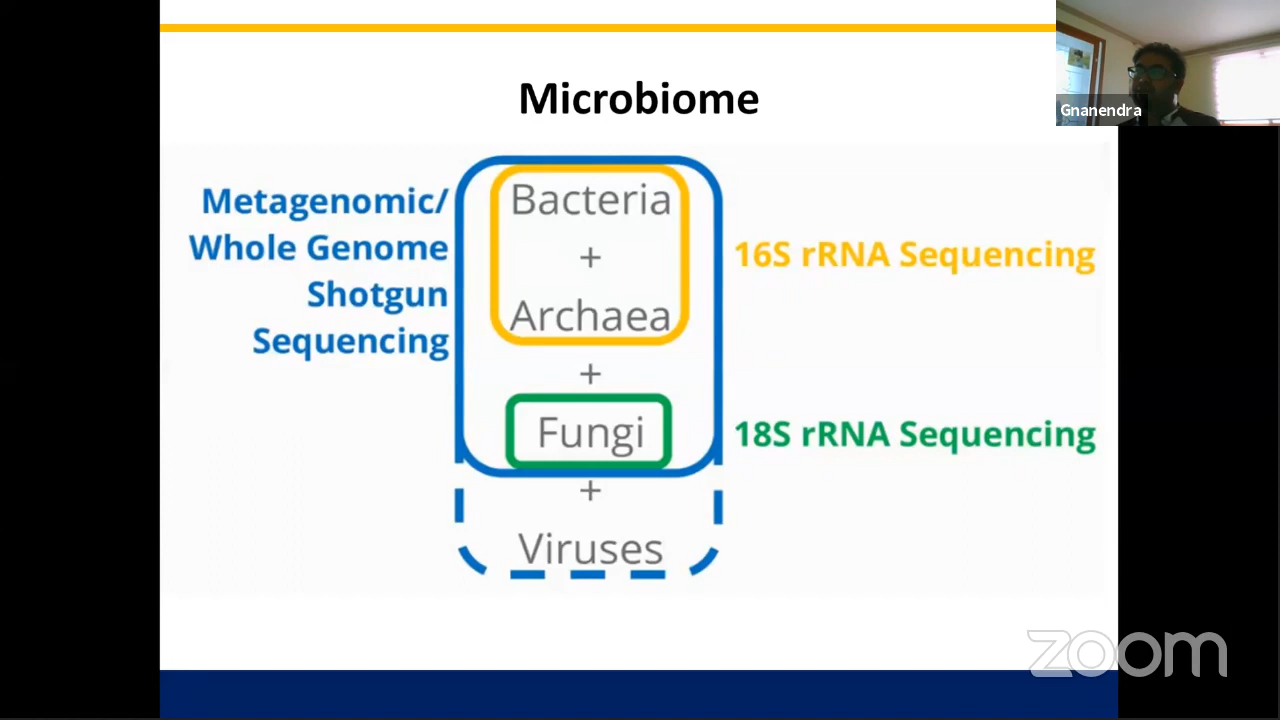 Microbiome
Gnanendra
Metagenomic/
Whole Genome
Shotgun
Sequencing
Bacteria
+
Archaea
+
Fungi
+
Viruses
16S rRNA Sequencing
18S rRNA Sequencing
zoom